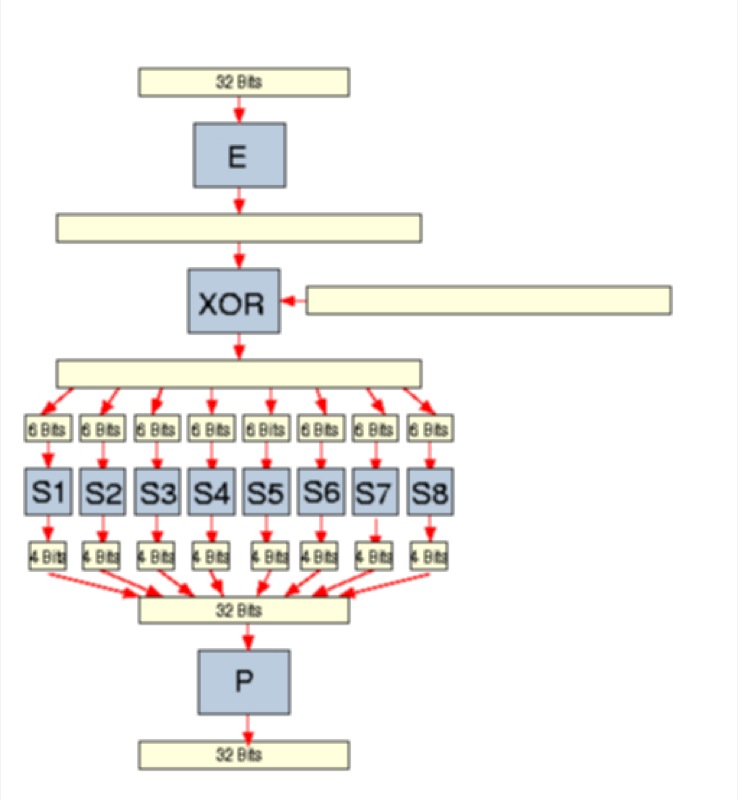 32 Bits
E
XOR
6 Bits 6 Bits 6 Bits 6 Bits 6 Bits 6 Bits 6 Bits 6 Bits
S1 S2 S3 S4 S5 S6 S7 S8
4 Bits 4 Bits 4 Bits 4 Bits 4 Bits 4 Bits 4 Bits 4 Bits
32 Bits
P
32 Bits